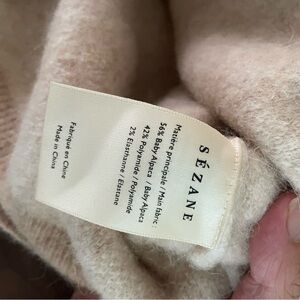 SÉZANE
Matière principale / Main fabric :
56% Baby Alpaca / Baby Alpaca
42% Polyamide / Polyamide
2% Elasthanne / Elastane
Fabriqué en Chine
Made in China